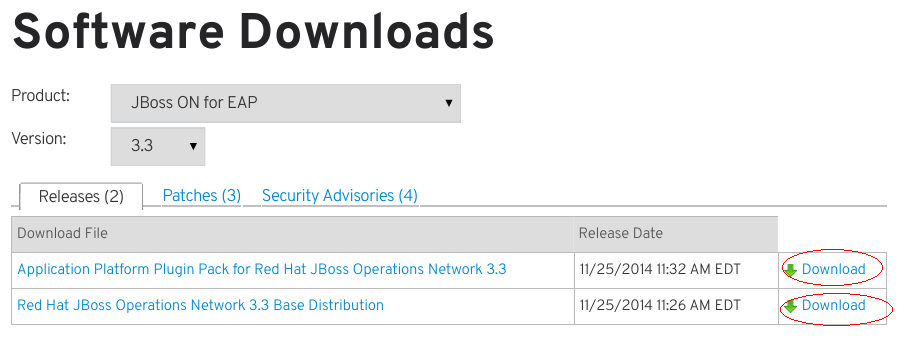 Software Downloads
Product: JBoss ON for EAP
Version: 3.3
Releases (2) Patches (3) Security Advisories (4)
Download File Release Date
Application Platform Plugin Pack for Red Hat JBoss Operations Network 3.3 11/25/2014 11:32 AM EDT Download
Red Hat JBoss Operations Network 3.3 Base Distribution 11/25/2014 11:26 AM EDT Download